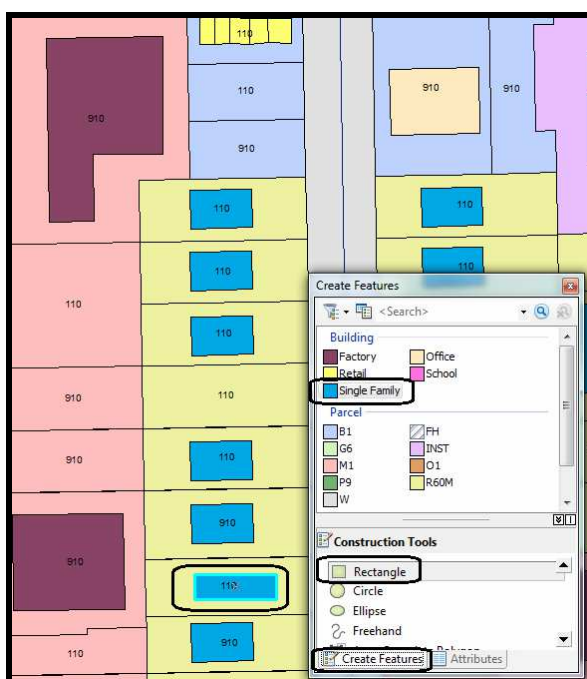 110
110
910
910
910
910
110
110
110
110
110
110
910
110
910
110
910
910
110
910
110
Create Features
<Search>
Building
Factory Office
Retail School
Single Family
Parcel
B1 FH
G6 INST
M1 O1
P9 R60M
W
Construction Tools
Rectangle
Circle
Ellipse
Freehand
Create Features Attributes